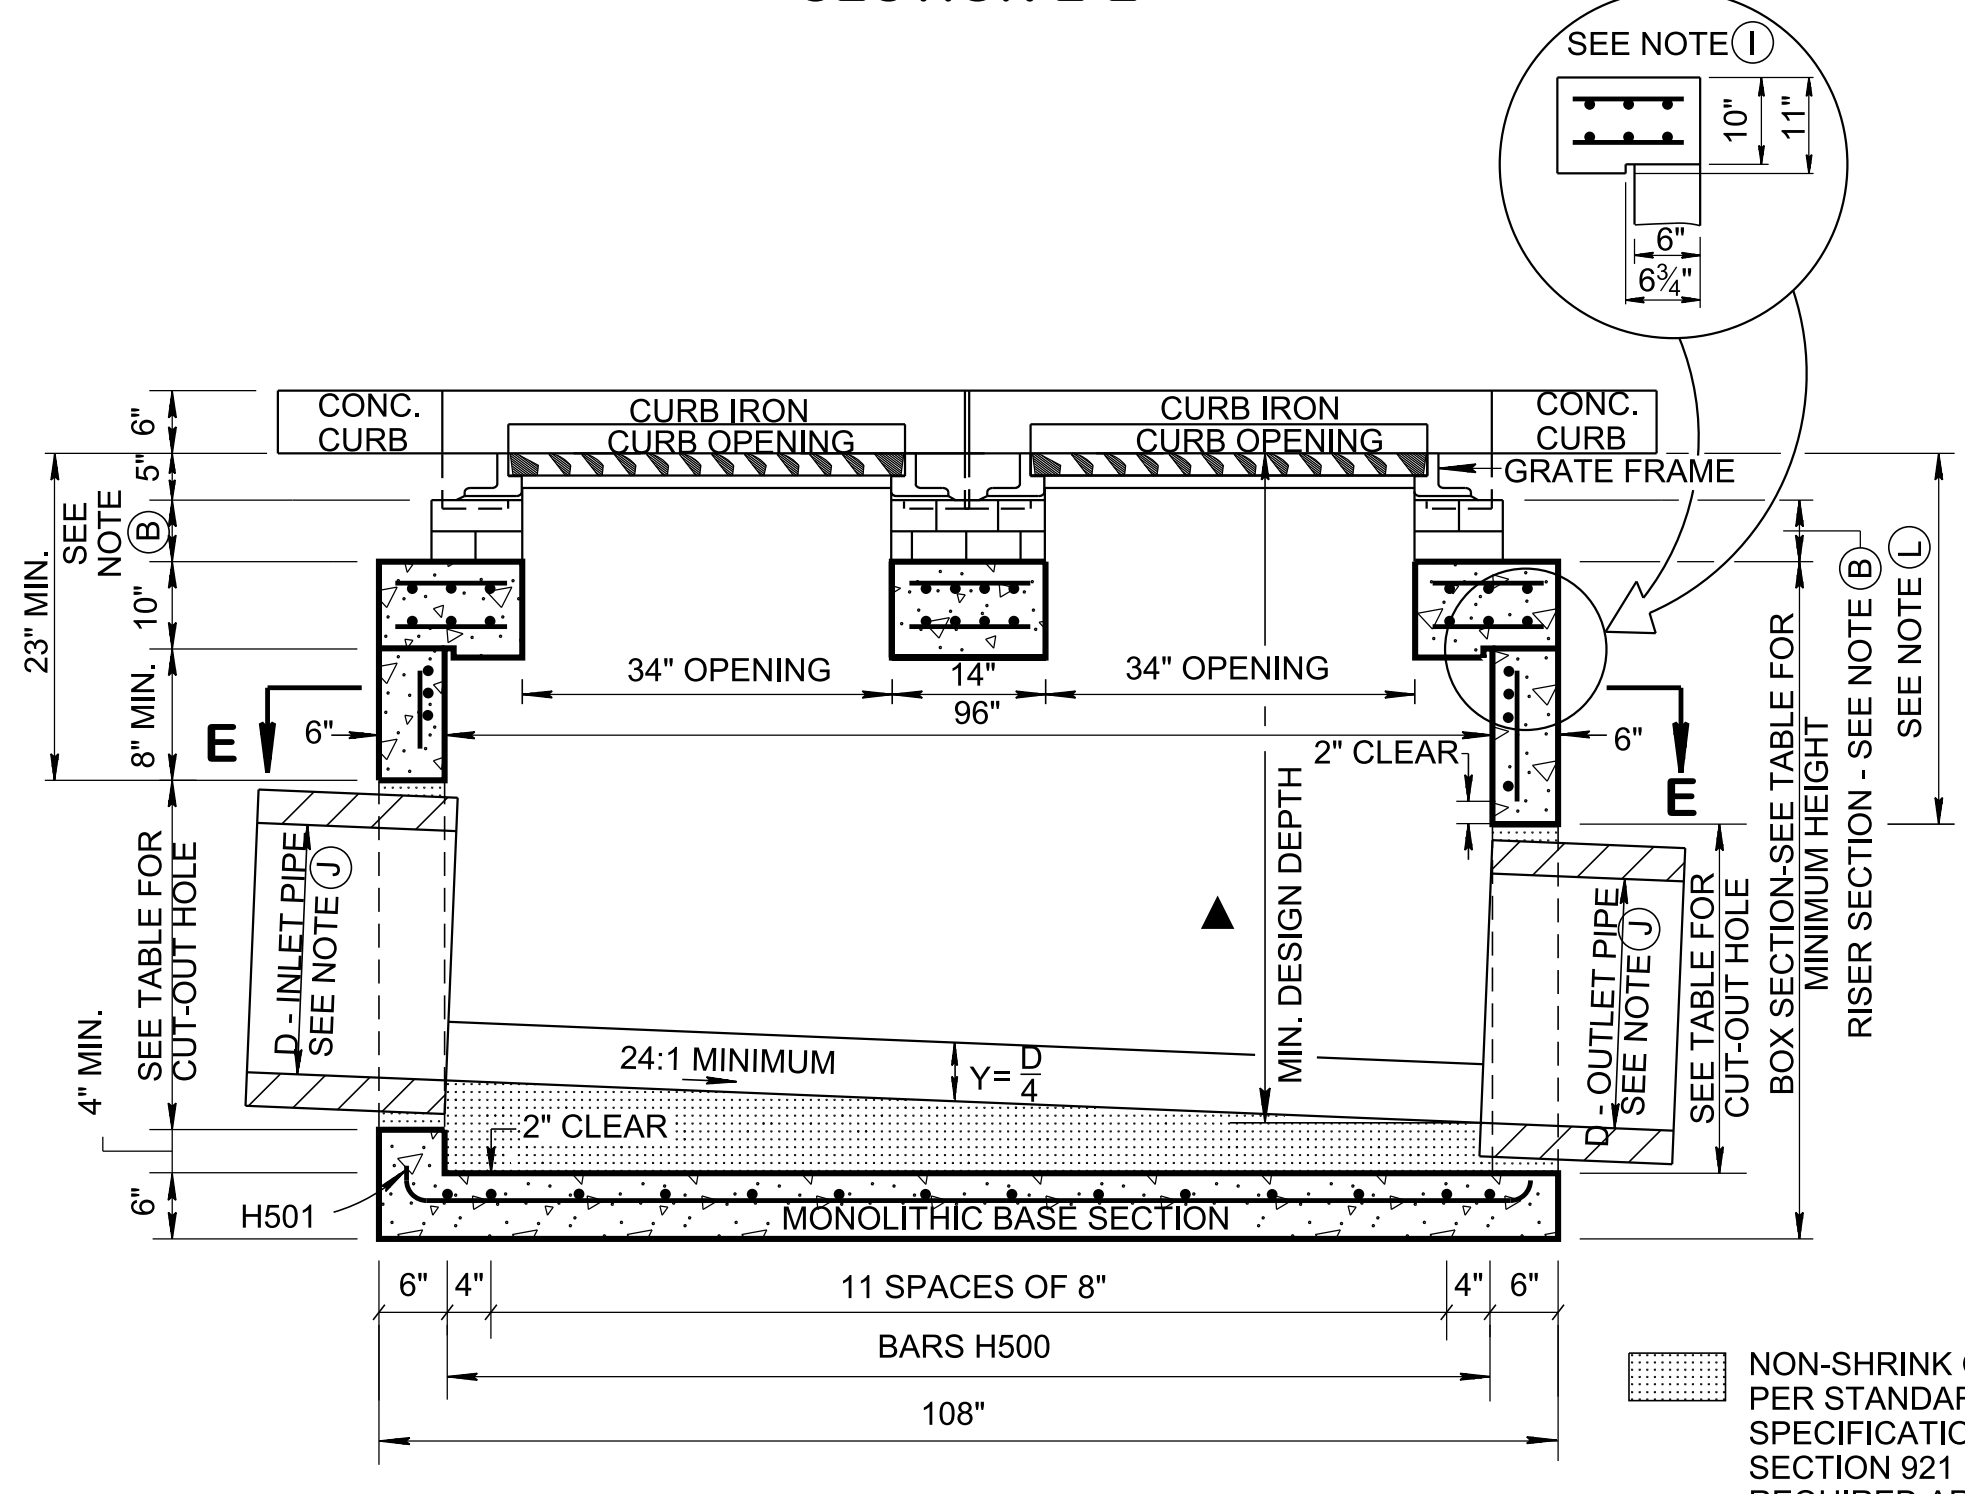 SEE NOTE I
10"
11"
6"
6¾"
CONC.
CURB
CURB IRON
CURB OPENING
CURB IRON
CURB OPENING
CONC.
CURB
GRATE FRAME
6"
5"
SEE
NOTE B
10"
8" MIN.
23" MIN.
34" OPENING
14"
34" OPENING
96"
6"
6"
E
E
2" CLEAR
MIN. DESIGN DEPTH
SEE TABLE FOR
CUT-OUT HOLE
D - INLET PIPE
SEE NOTE J
4" MIN.
6"
24:1 MINIMUM
Y= D/4
2" CLEAR
H501
MONOLITHIC BASE SECTION
D - OUTLET PIPE
SEE NOTE J
SEE TABLE FOR
CUT-OUT HOLE
BOX SECTION-SEE TABLE FOR
MINIMUM HEIGHT
RISER SECTION - SEE NOTE B
SEE NOTE L
6"
4"
11 SPACES OF 8"
4"
6"
BARS H500
108"
NON-SHRINK
PER STANDAR
SPECIFICATIO
SECTION 921